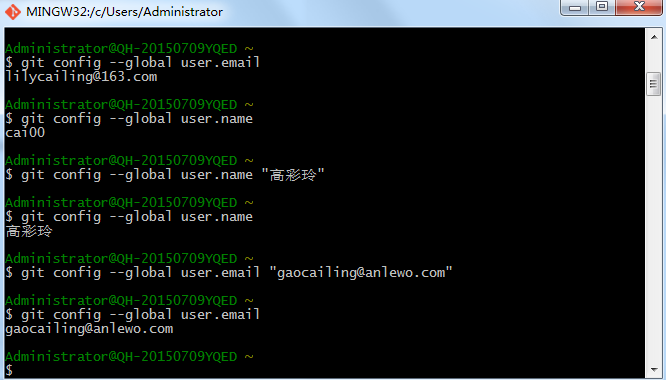 MINGW32:/c/Users/Administrator
Administrator@QH-20150709YQED ~
$ git config --global user.email
lilycailing@163.com
Administrator@QH-20150709YQED ~
$ git config --global user.name
cai00
Administrator@QH-20150709YQED ~
$ git config --global user.name "高彩玲"
Administrator@QH-20150709YQED ~
$ git config --global user.name
高彩玲
Administrator@QH-20150709YQED ~
$ git config --global user.email "gaocailing@anlewo.com"
Administrator@QH-20150709YQED ~
$ git config --global user.email
gaocailing@anlewo.com
Administrator@QH-20150709YQED ~
$